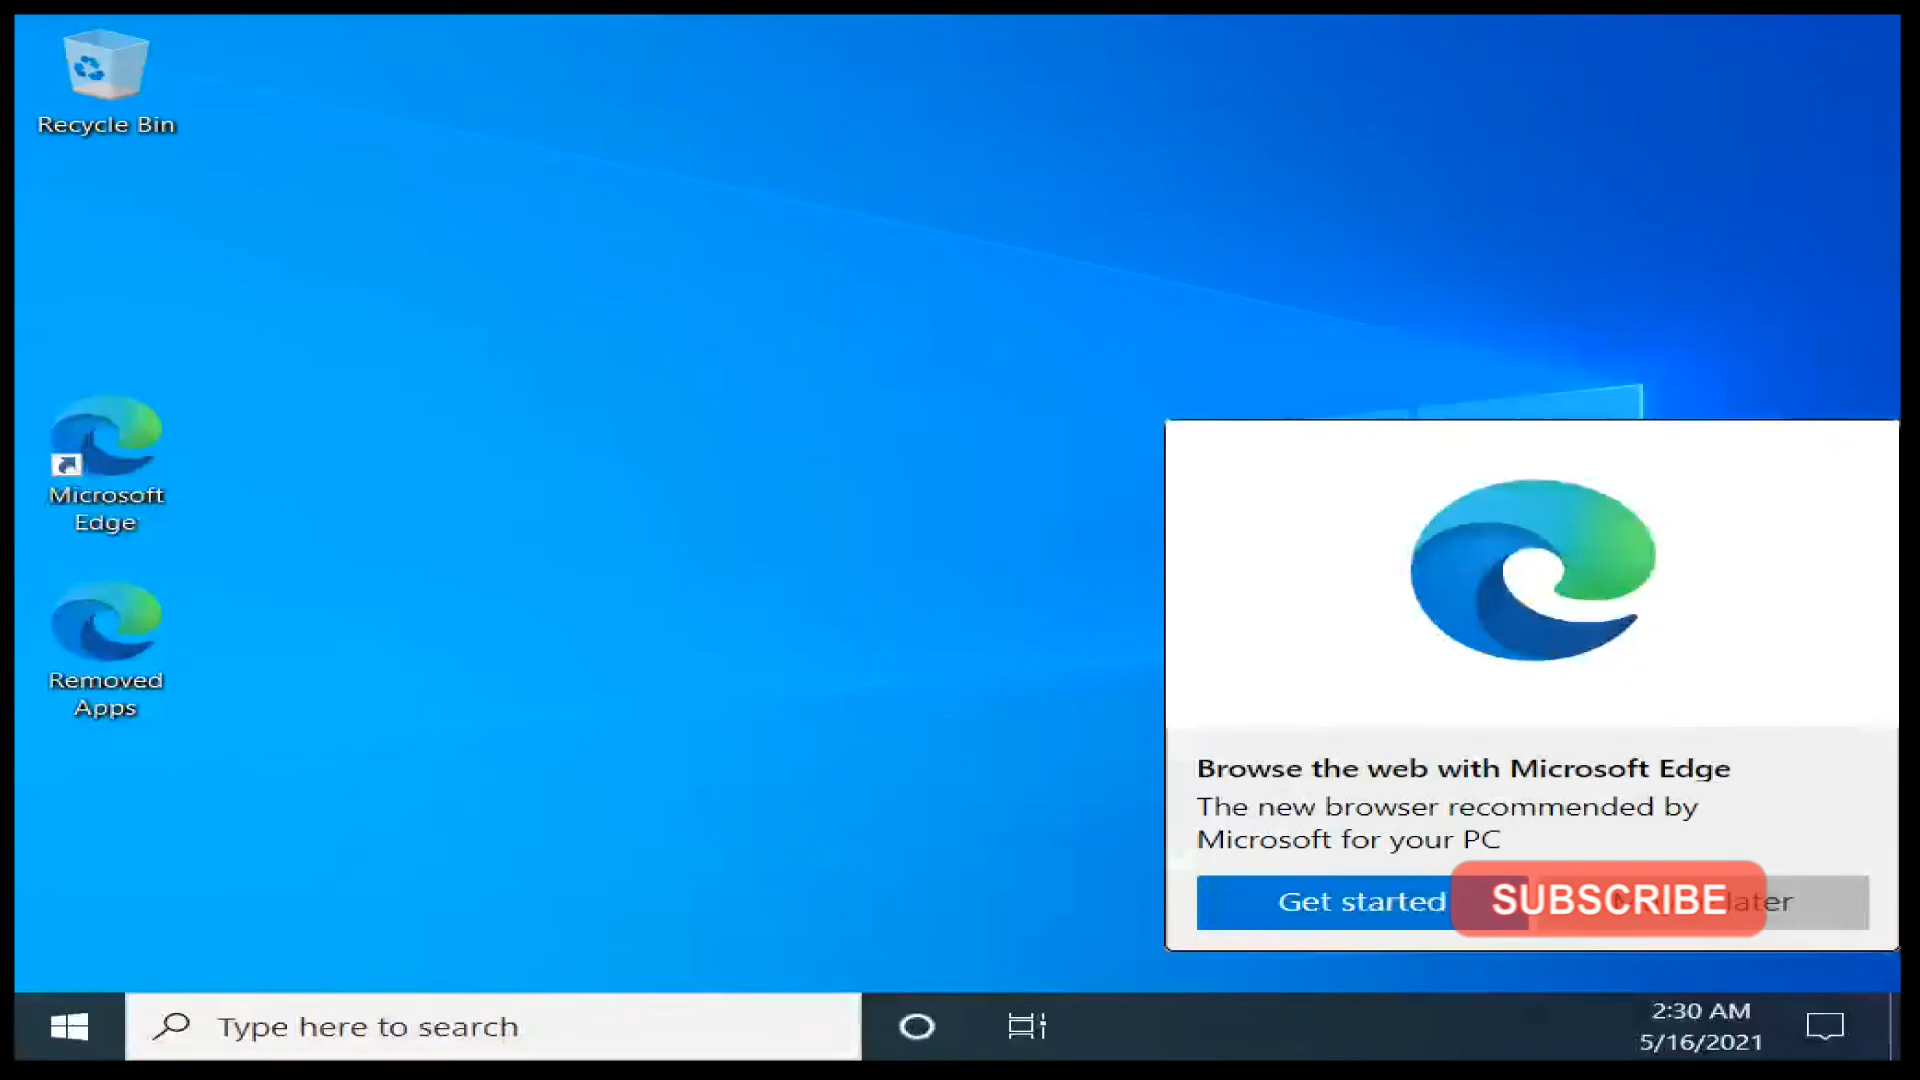 Recycle Bin
Microsoft
Edge
Removed
Apps
Browse the web with Microsoft Edge
The new browser recommended by
Microsoft for your PC
Get started
SUBSCRIBE
later
Type here to search
2:30 AM
5/16/2021